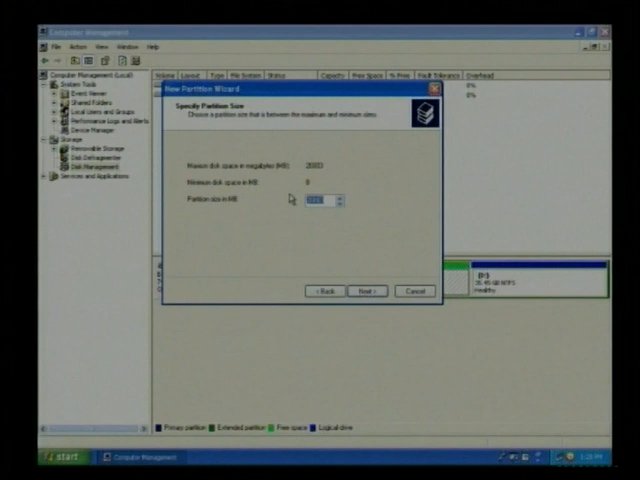 Computer Management
File Action View Window Help
Computer Management (Local)
System Tools
Event Viewer
Shared Folders
Local Users and Groups
Performance Logs and Alerts
Device Manager
Storage
Removable Storage
Disk Defragmenter
Disk Management
Services and Applications
Volume Layout Type File System Status Capacity Free Space % Free Fault Tolerance Overhead
0%
0%
New Partition Wizard
Specify Partition Size
Choose a partition size that is between the maximum and minimum sizes.
Maximum disk space in megabytes (MB):
Minimum disk space in MB: 8
Partition size in MB:
< Back Next > Cancel
NTFS
Healthy
Primary partition Extended partition Free space Logical drive
start Computer Management